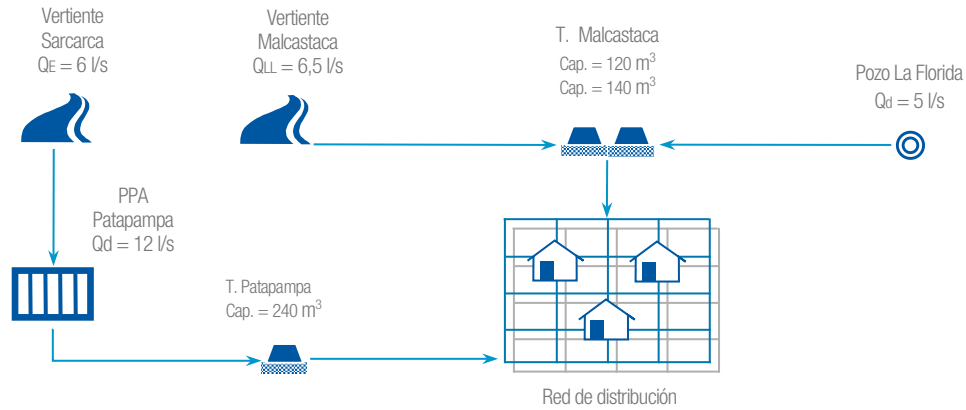 Vertiente
Sarcarca
QE = 6 l/s
Vertiente
Malcastaca
QLL = 6,5 l/s
T. Malcastaca
Cap. = 120 m³
Cap. = 140 m³
Pozo La Florida
Qd = 5 l/s
PPA
Patapampa
Qd = 12 l/s
T. Patapampa
Cap. = 240 m³
Red de distribución